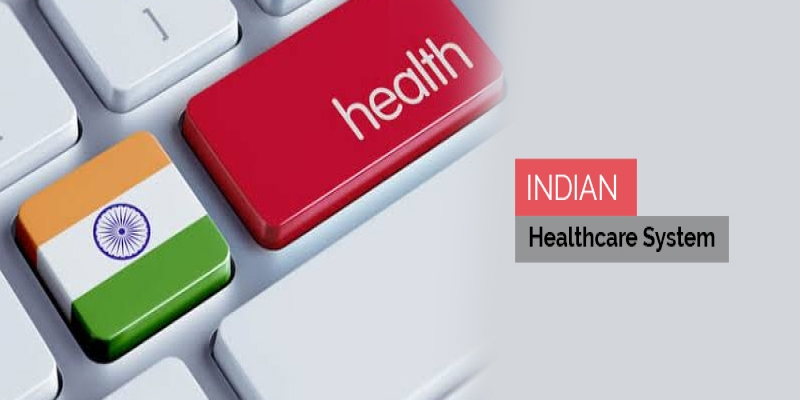 ]
health
INDIAN
Healthcare System